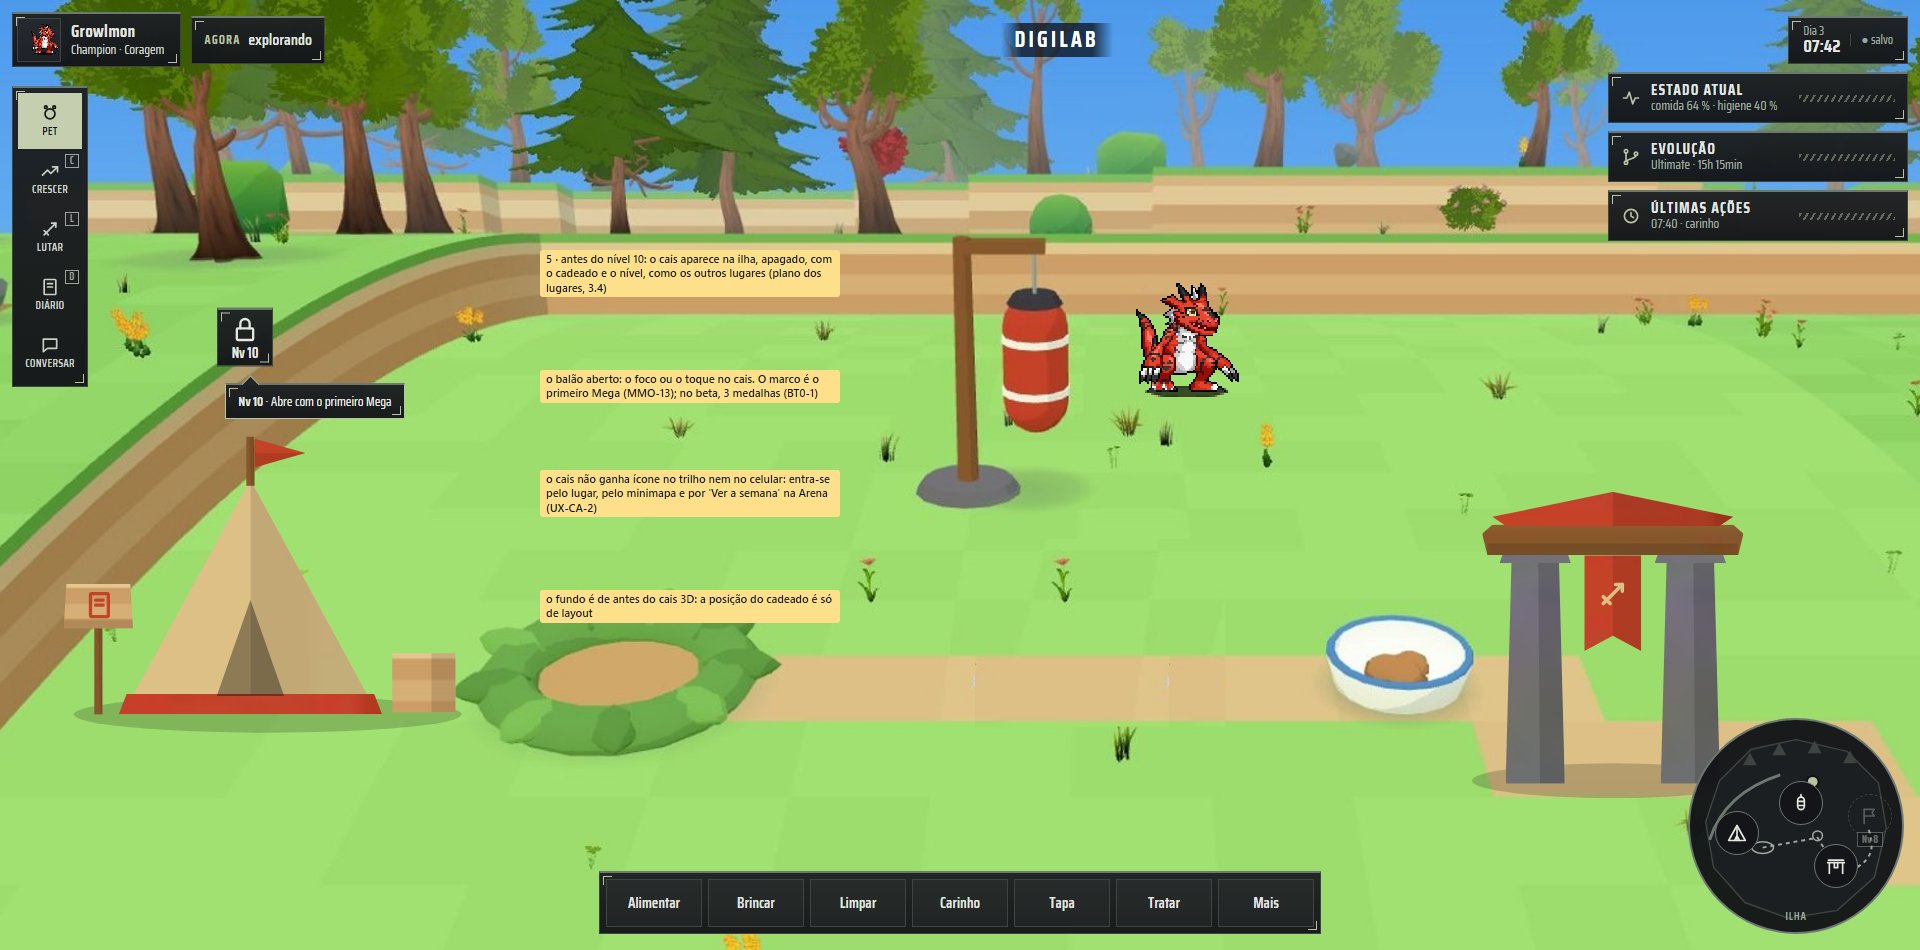 Growlmon
Champion · Coragem
AGORA explorando
DIGILAB
Dia 3
07:42
salvo
ESTADO ATUAL
comida 64 % · higiene 40 %
EVOLUÇÃO
Ultimate · 15h 15min
ÚLTIMAS AÇÕES
07:40 · carinho
PET
C
CRESCER
L
LUTAR
D
DIÁRIO
CONVERSAR
Nv 10
Nv 10 · Abre com o primeiro Mega
5 · antes do nível 10: o cais aparece na ilha, apagado, com
o cadeado e o nível, como os outros lugares (plano dos
lugares, 3.4)
o balão aberto: o foco ou o toque no cais. O marco é o
primeiro Mega (MMO-13); no beta, 3 medalhas (BT0-1)
o cais não ganha ícone no trilho nem no celular: entra-se
pelo lugar, pelo minimapa e por 'Ver a semana' na Arena
(UX-CA-2)
o fundo é de antes do cais 3D: a posição do cadeado é só
de layout
Nv 8
ILHA
Alimentar
Brincar
Limpar
Carinho
Tapa
Tratar
Mais